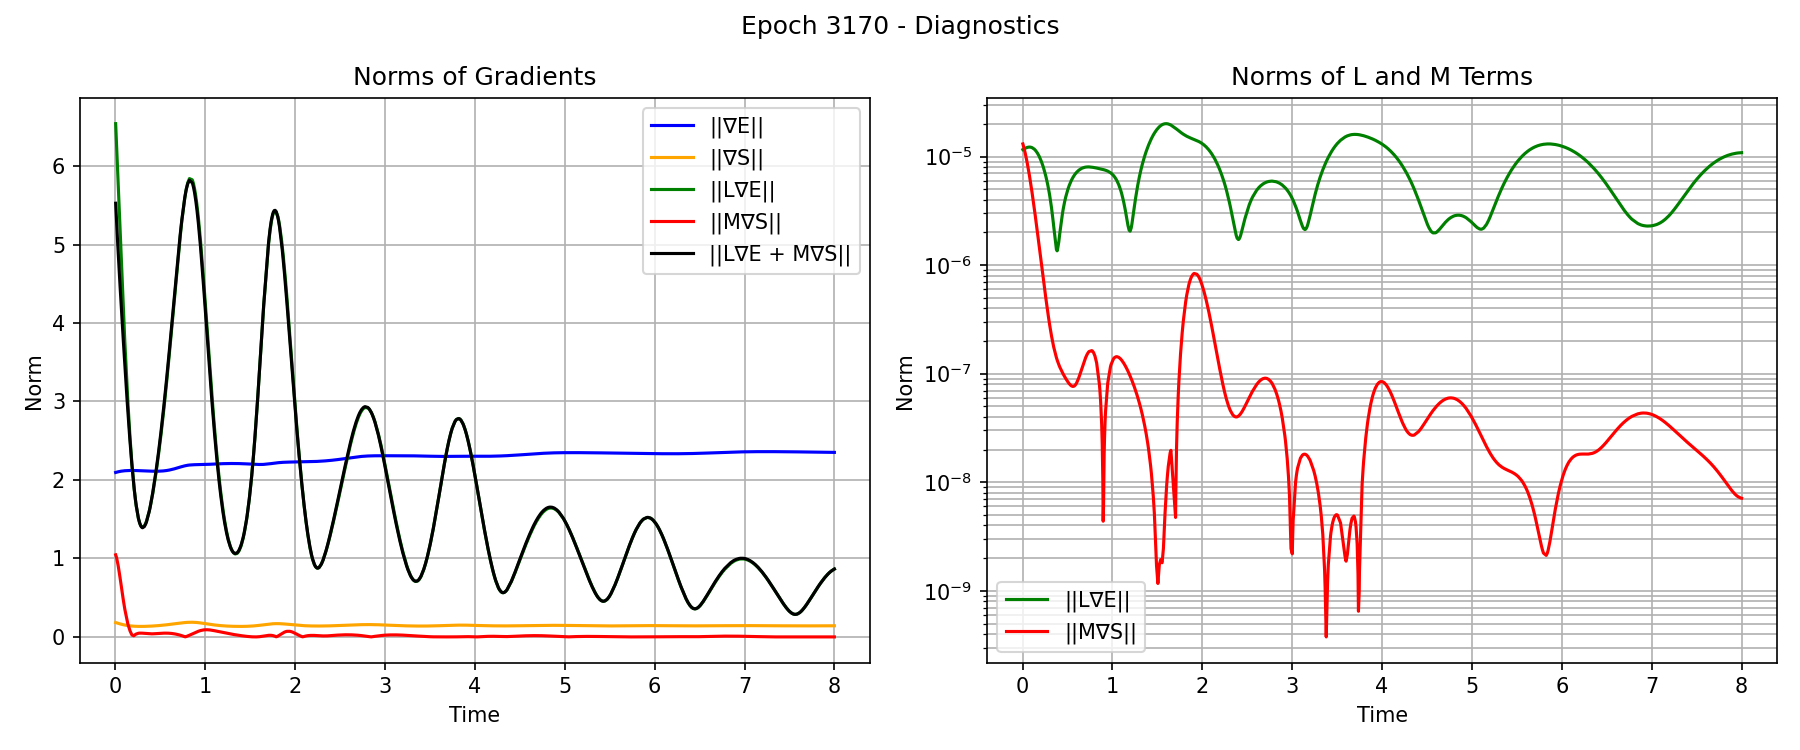 Epoch 3170 - Diagnostics
Norms of Gradients
||∇E||
||∇S||
||L∇E||
||M∇S||
||L∇E + M∇S||
Norm
6
5
4
3
2
1
0
0 1 2 3 4 5 6 7 8
Time
Norms of L and M Terms
Norm
10⁻⁵
10⁻⁶
10⁻⁷
10⁻⁸
10⁻⁹
||L∇E||
||M∇S||
0 1 2 3 4 5 6 7 8
Time